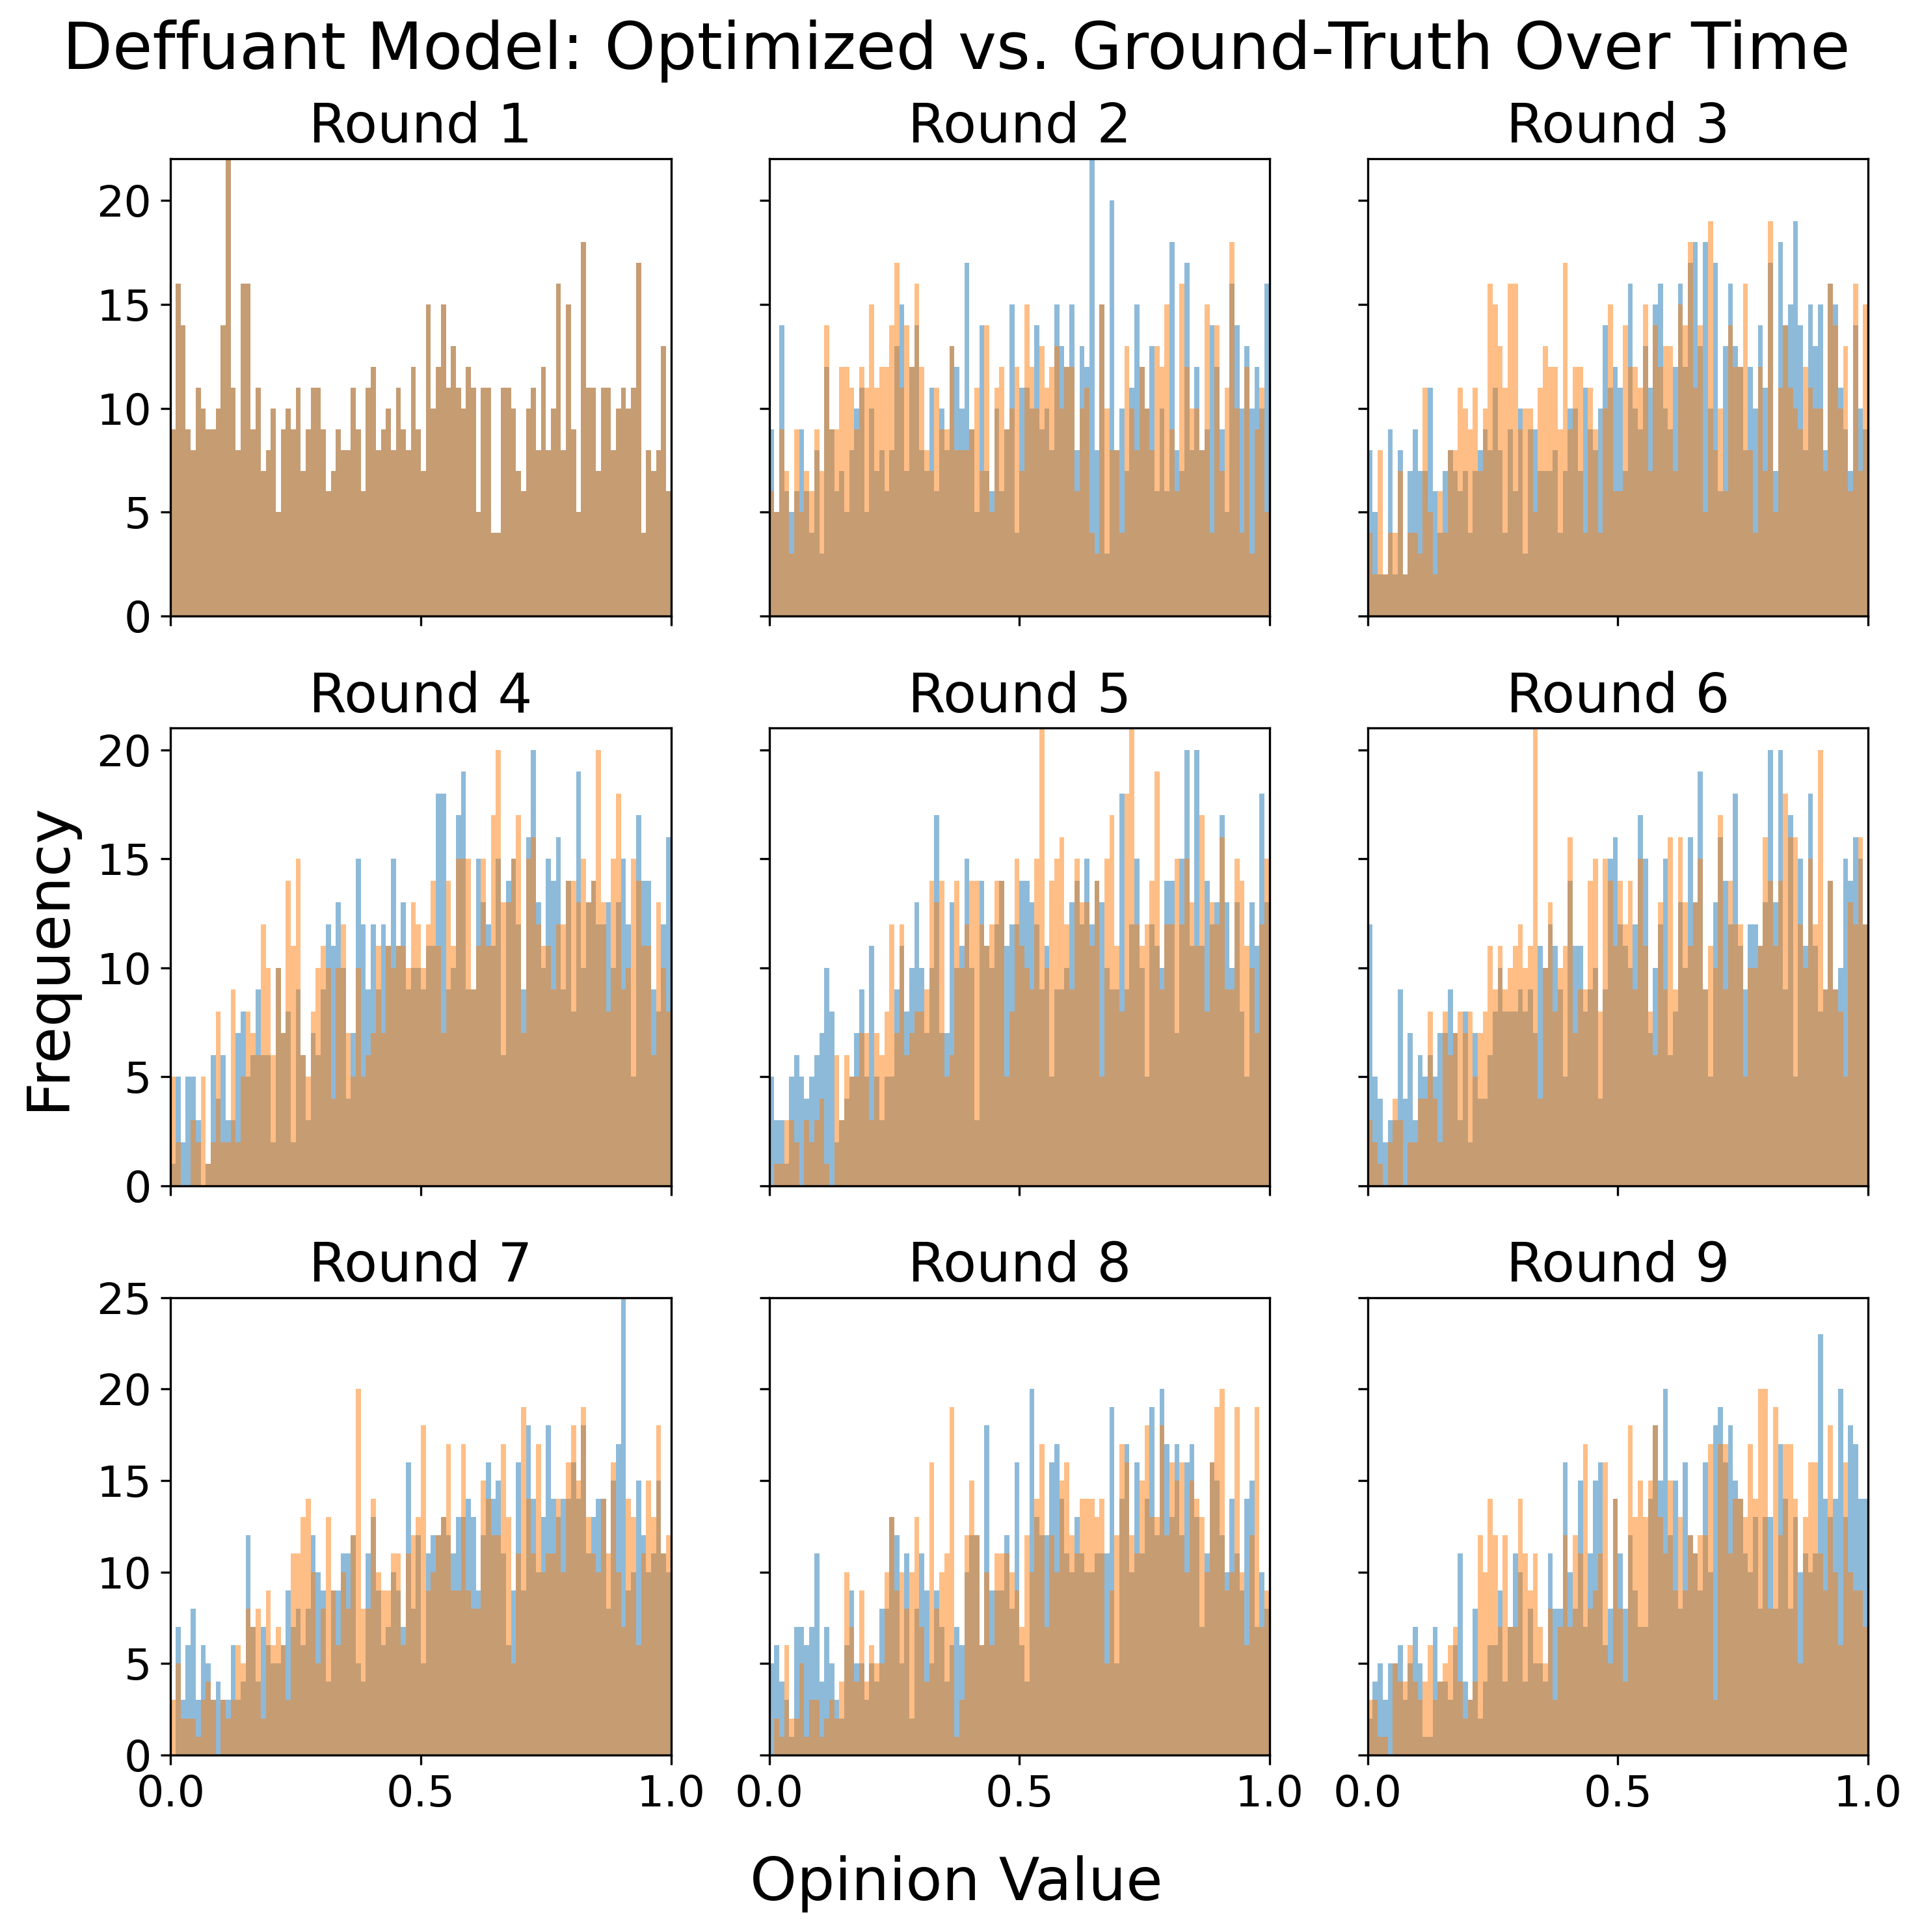 Deffuant Model: Optimized vs. Ground-Truth Over Time
Round 1
Round 2
Round 3
20
15
10
5
0
Round 4
Round 5
Round 6
20
15
10
5
0
Frequency
Round 7
Round 8
Round 9
25
20
15
10
5
0
0.0 0.5 1.0 0.0 0.5 1.0 0.0 0.5 1.0
Opinion Value